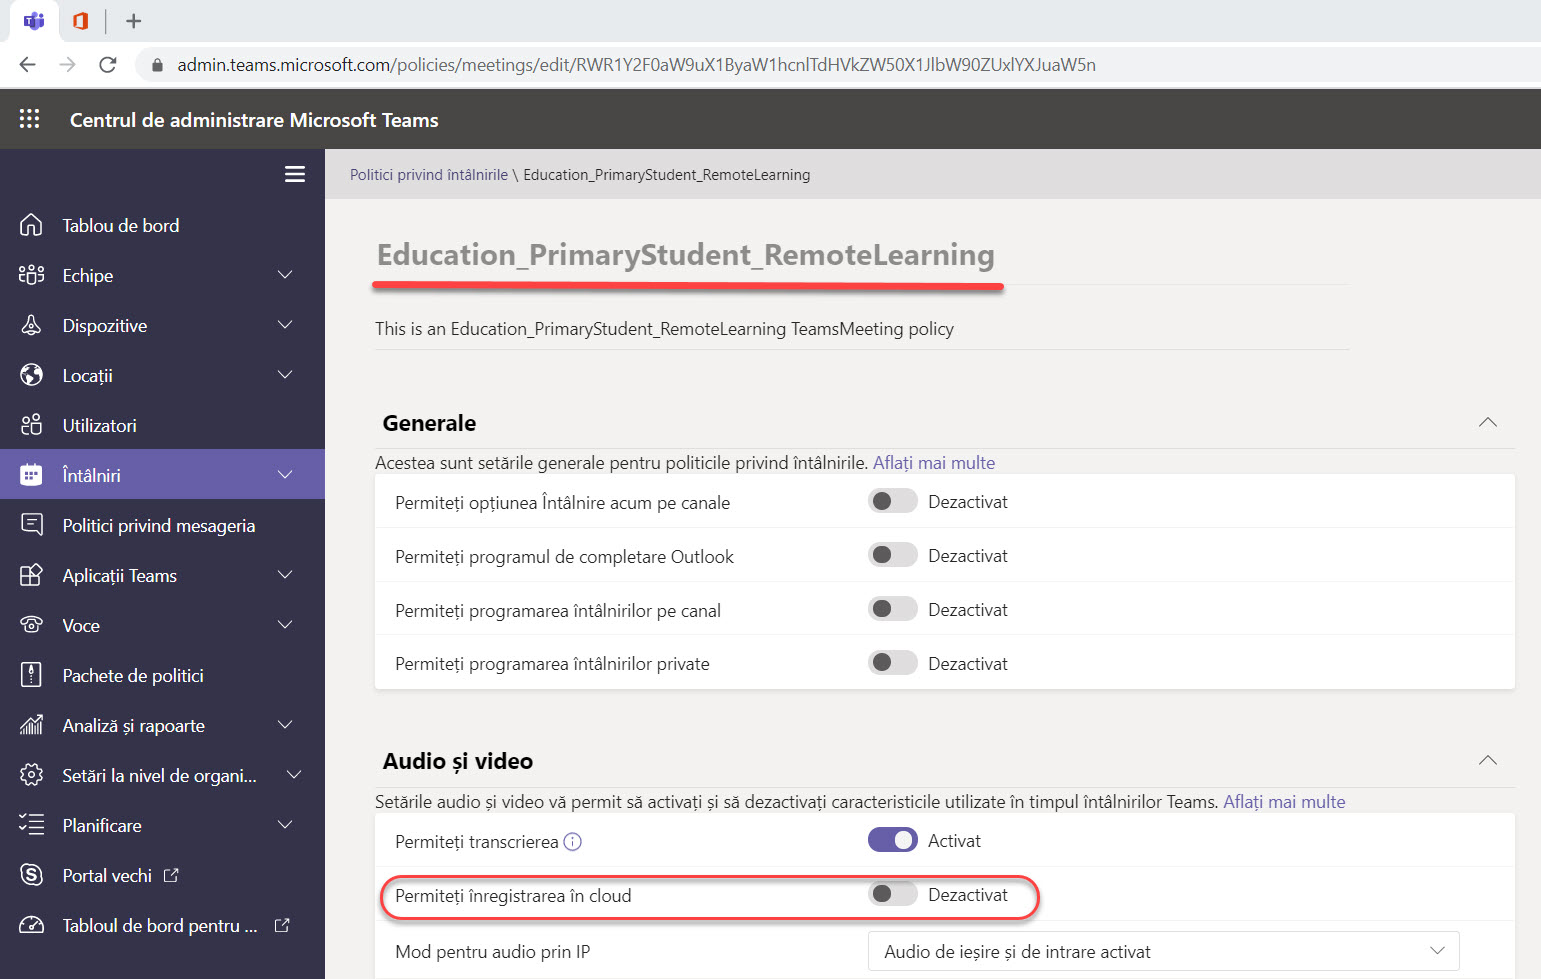 admin.teams.microsoft.com/policies/meetings/edit/RWR1Y2F0aW9uX1ByaW1hcnlTdHVkZW50X1JlbW90ZUxlYXJuaW5n
Centrul de administrare Microsoft Teams
Politici privind întâlnirile \ Education_PrimaryStudent_RemoteLearning
Tablou de bord
Echipe
Dispozitive
Locații
Utilizatori
Întâlniri
Politici privind mesageria
Aplicații Teams
Voce
Pachete de politici
Analiză și rapoarte
Setări la nivel de organi...
Planificare
Portal vechi
Tabloul de bord pentru ...
Education_PrimaryStudent_RemoteLearning
This is an Education_PrimaryStudent_RemoteLearning TeamsMeeting policy
Generale
Acestea sunt setările generale pentru politicile privind întâlnirile. Aflați mai multe
Permiteți opțiunea Întâlnire acum pe canale Dezactivat
Permiteți programul de completare Outlook Dezactivat
Permiteți programarea întâlnirilor pe canal Dezactivat
Permiteți programarea întâlnirilor private Dezactivat
Audio și video
Setările audio și video vă permit să activați și să dezactivați caracteristicile utilizate în timpul întâlnirilor Teams. Aflați mai multe
Permiteți transcrierea Activat
Permiteți înregistrarea în cloud Dezactivat
Mod pentru audio prin IP Audio de ieșire și de intrare activat